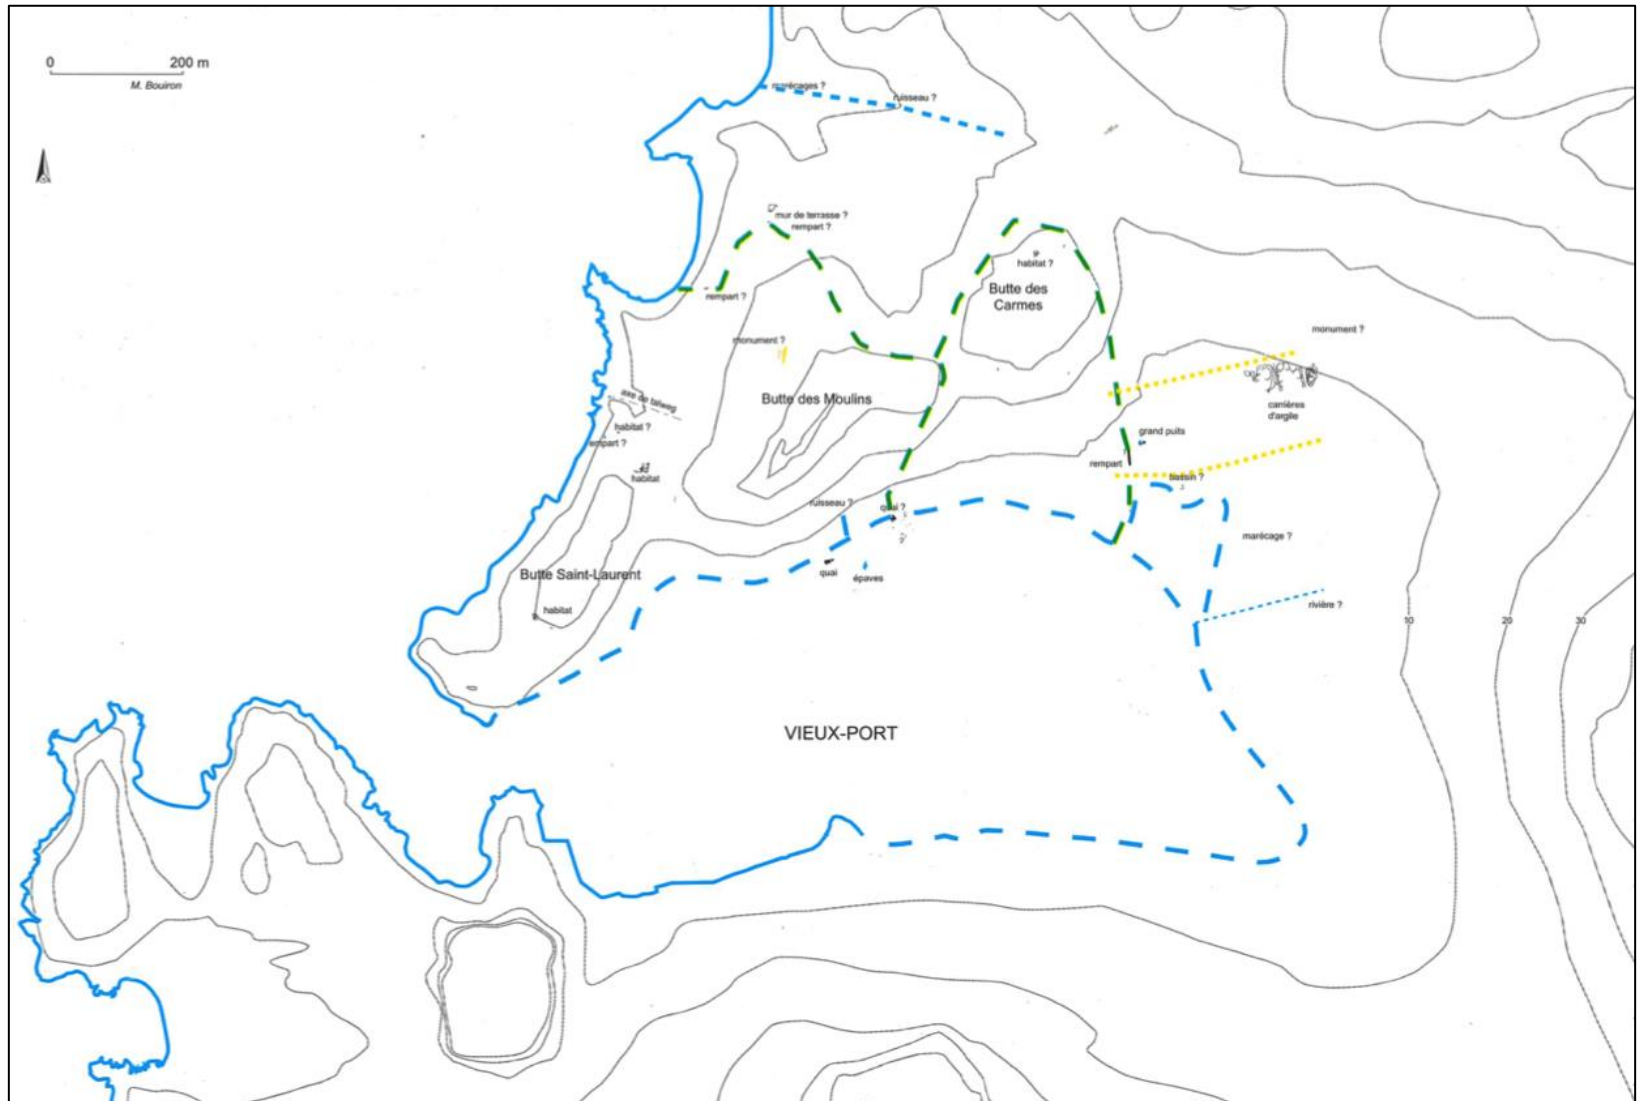 0 200 m
M. Bouiron
marécages ?
ruisseau ?
mur de terrasse ?
rempart ?
rempart ?
habitat ?
Butte des
Carmes
monument ?
monument ?
Butte des Moulins
axe de talweg
carrières
d'argile
habitat ?
empart ?
grand puits
rempart
habitat
bassin ?
ruisseau ?
quai ?
marécage ?
quai
épaves
Butte Saint-Laurent
habitat
rivière ?
10 20 30
VIEUX-PORT